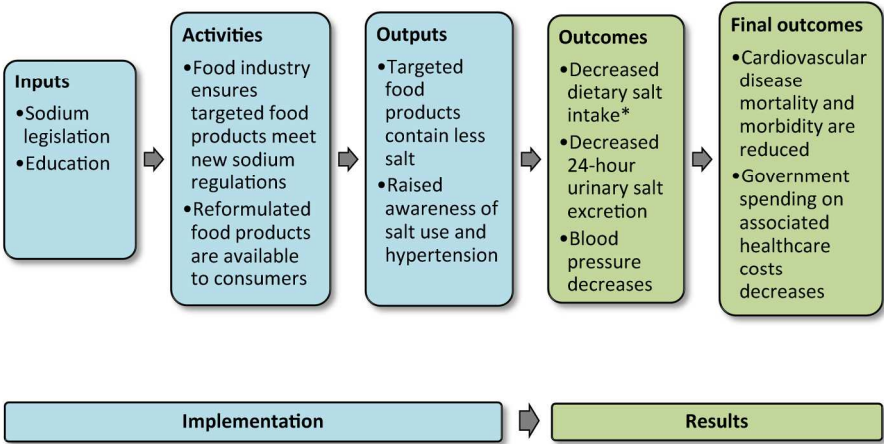 Inputs
•Sodium
legislation
•Education
Activities
•Food industry
ensures
targeted food
products meet
new sodium
regulations
•Reformulated
food products
are available
to consumers
Outputs
•Targeted
food
products
contain less
salt
•Raised
awareness of
salt use and
hypertension
Outcomes
•Decreased
dietary salt
intake*
•Decreased
24-hour
urinary salt
excretion
•Blood
pressure
decreases
Final outcomes
•Cardiovascular
disease
mortality and
morbidity are
reduced
•Government
spending on
associated
healthcare
costs
decreases
Implementation
Results